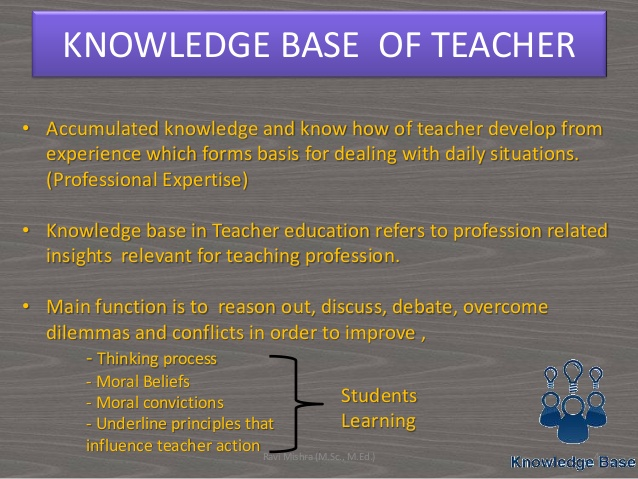 KNOWLEDGE BASE OF TEACHER
• Accumulated knowledge and know how of teacher develop from
experience which forms basis for dealing with daily situations.
(Professional Expertise)
• Knowledge base in Teacher education refers to profession related
insights relevant for teaching profession.
• Main function is to reason out, discuss, debate, overcome
dilemmas and conflicts in order to improve ,
- Thinking process
- Moral Beliefs
- Moral convictions
- Underline principles that
influence teacher action
Students
Learning
Ravi Mishra (M.Sc., M.Ed.)
Knowledge Base